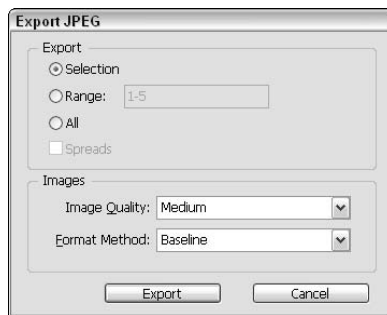 Export JPEG
Export
Selection
Range: 1-5
All
Spreads
Images
Image Quality: Medium
Format Method: Baseline
Export Cancel